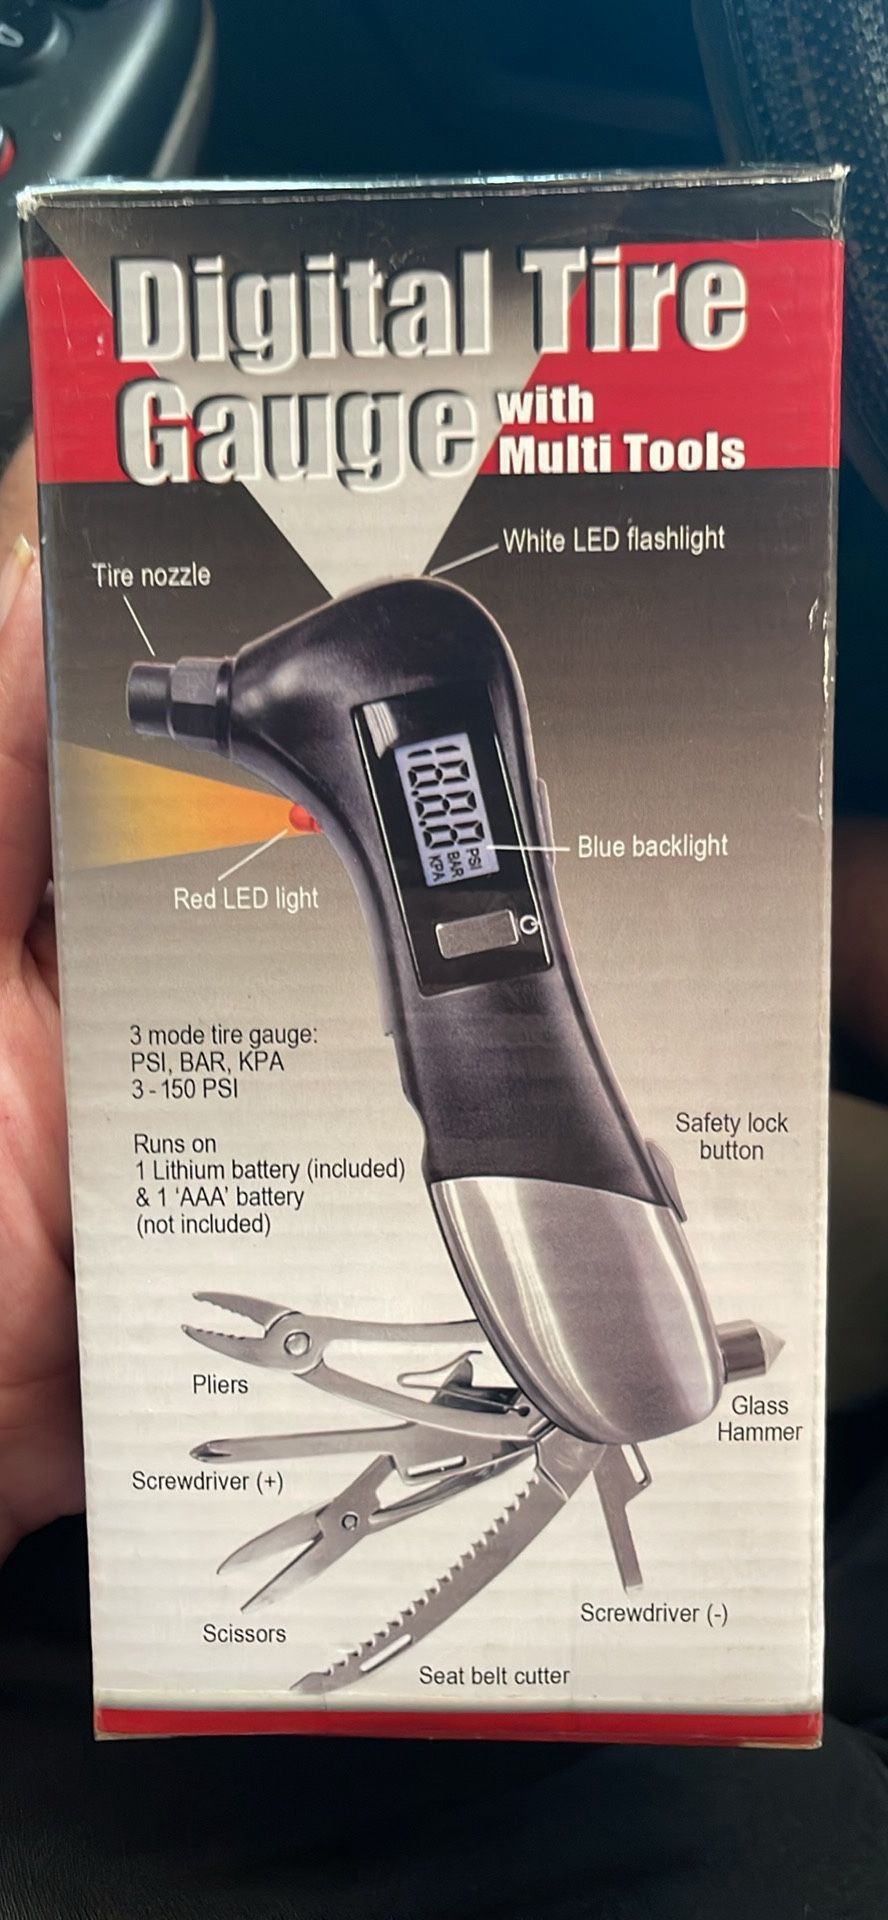 Digital Tire
Gauge with
Multi Tools
White LED flashlight
Tire nozzle
188.8.8
PSI
BAR
KPA
Blue backlight
Red LED light
3 mode tire gauge:
PSI, BAR, KPA
3 - 150 PSI
Safety lock
button
Runs on
1 Lithium battery (included)
& 1 'AAA' battery
(not included)
Pliers
Glass
Hammer
Screwdriver (+)
Screwdriver (-)
Scissors
Seat belt cutter